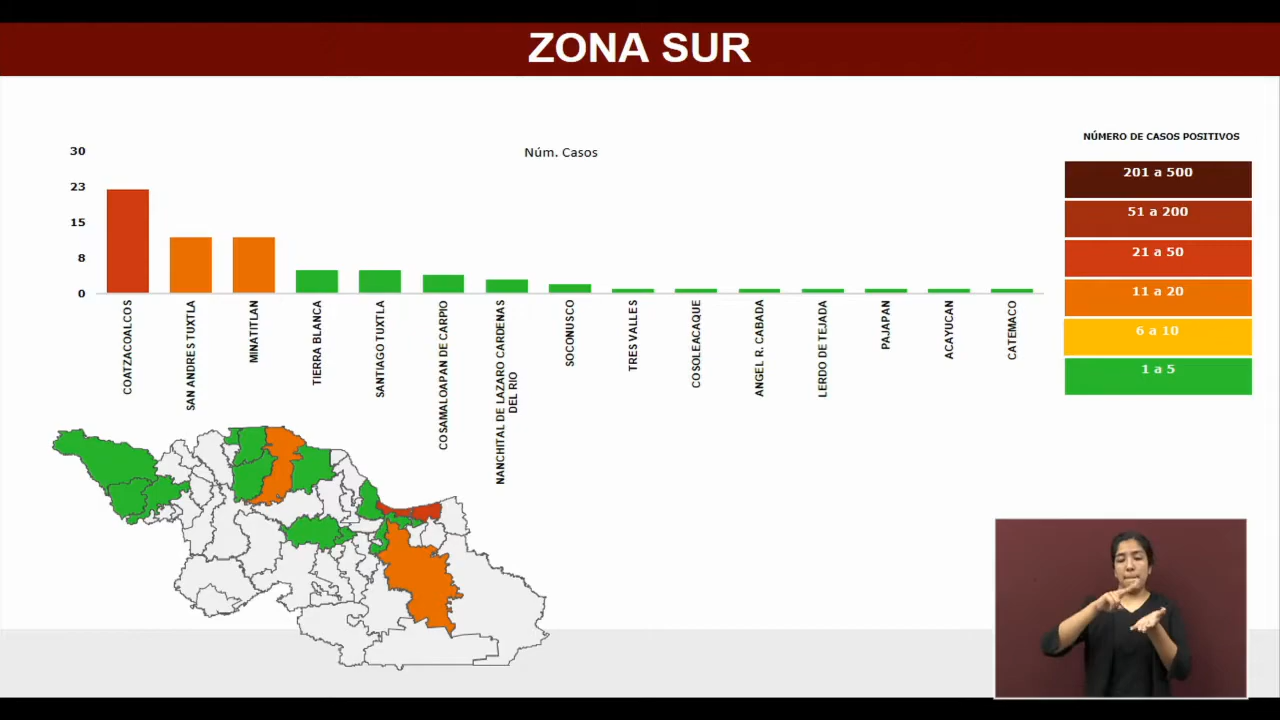 ZONA SUR
NÚMERO DE CASOS POSITIVOS
Núm. Casos
30
23
15
8
0
201 a 500
51 a 200
21 a 50
11 a 20
6 a 10
1 a 5
COATZACOALCOS
SAN ANDRES TUXTLA
MINATITLAN
TIERRA BLANCA
SANTIAGO TUXTLA
COSAMALOAPAN DE CARPIO
NANCHITAL DE LAZARO CARDENAS
DEL RIO
SOCONUSCO
TRES VALLES
COSOLEACAQUE
ANGEL R. CABADA
LERDO DE TEJADA
PAJAPAN
ACAYUCAN
CATEMACO